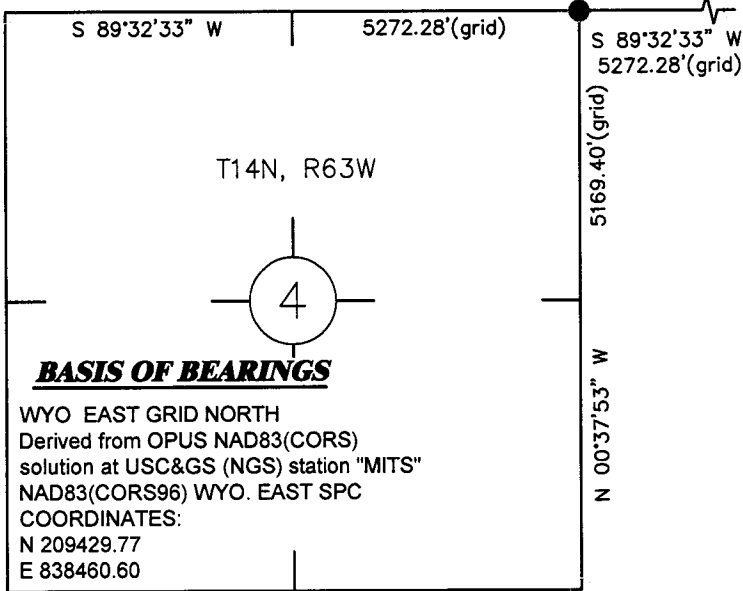 S 89°32'33" W 5272.28'(grid)
S 89°32'33" W
5272.28'(grid)
5169.40'(grid)
T14N, R63W
4
N 00°37'53" W
BASIS OF BEARINGS
WYO EAST GRID NORTH
Derived from OPUS NAD83(CORS)
solution at USC&GS (NGS) station "MITS"
NAD83(CORS96) WYO. EAST SPC
COORDINATES:
N 209429.77
E 838460.60